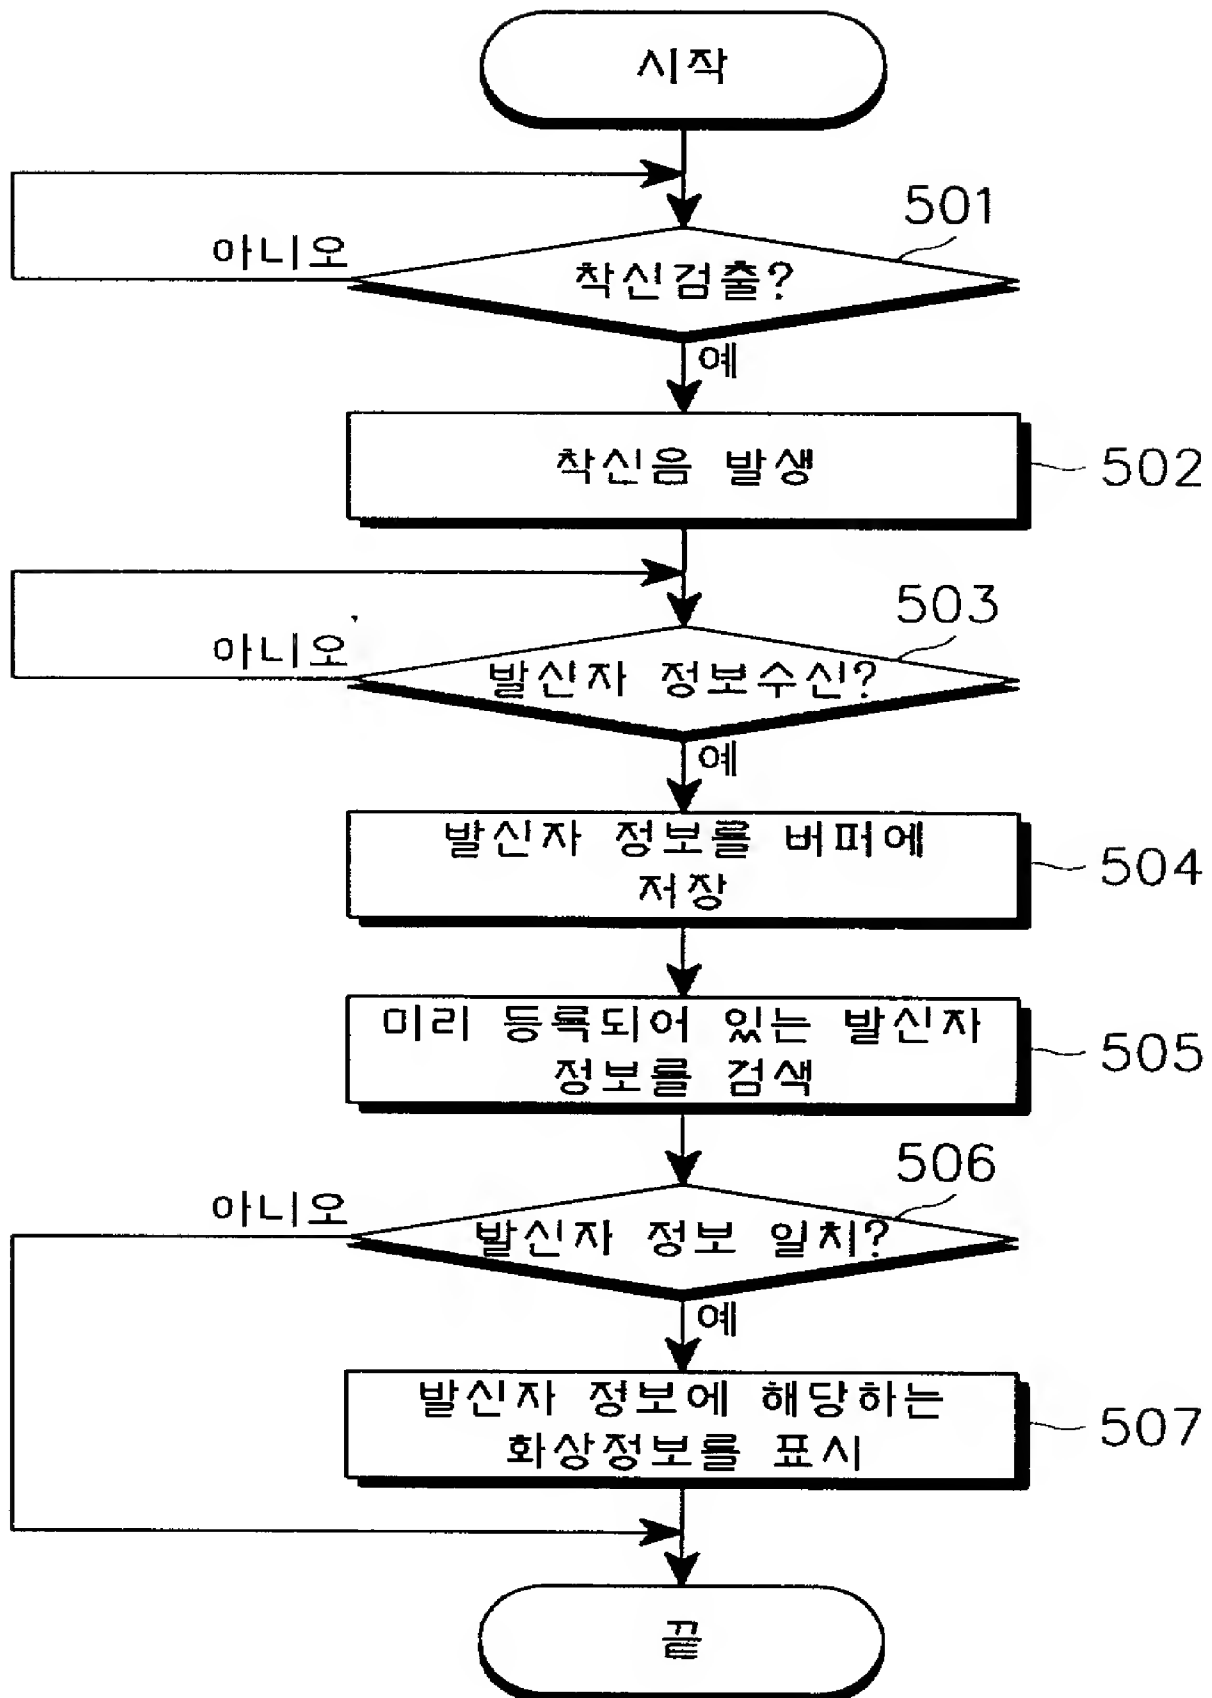 시작
501
아니오
착신검출?
예
착신음 발생
502
503
아니오
발신자 정보수신?
예
발신자 정보를 버퍼에
저장
504
미리 등록되어 있는 발신자
정보를 검색
505
506
아니오
발신자 정보 일치?
예
발신자 정보에 해당하는
화상정보를 표시
507
끝